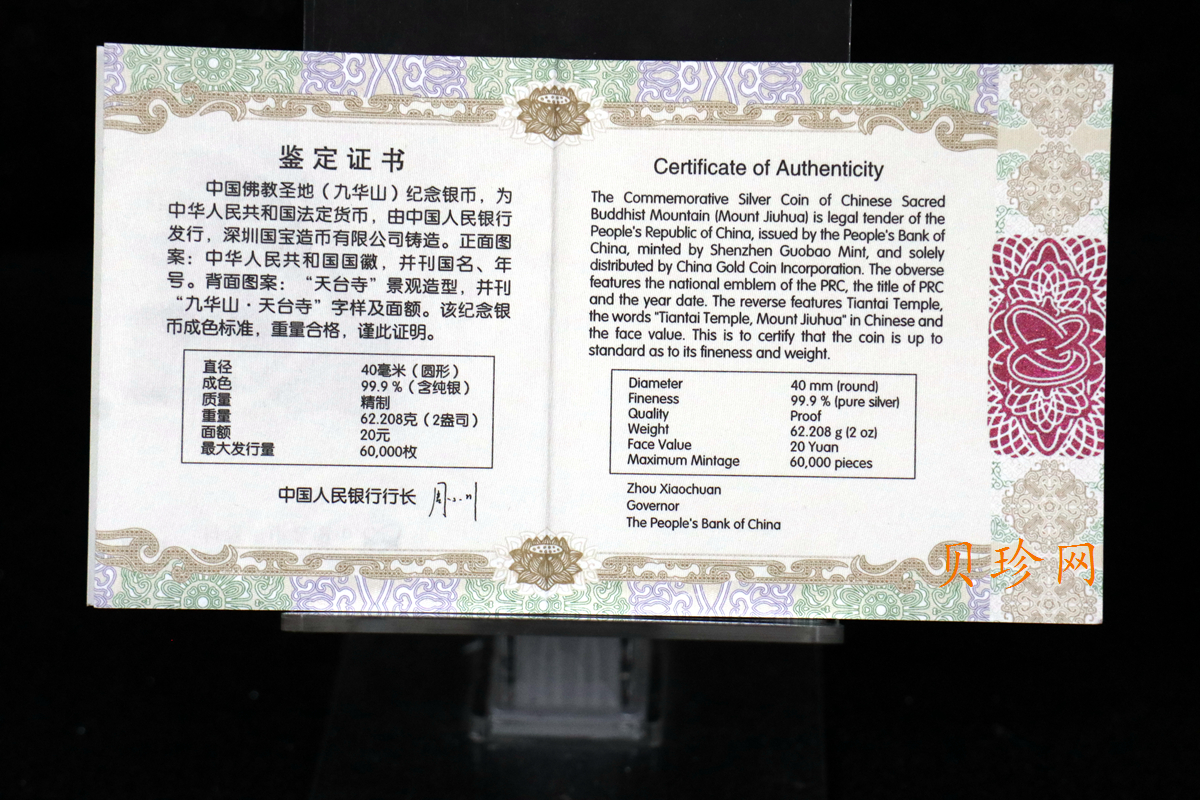 鉴定证书
中国佛教圣地（九华山）纪念银币，为
中华人民共和国法定货币，由中国人民银行
发行，深圳国宝造币有限公司铸造。正面图
案：中华人民共和国国徽，并刊国名、年
号。背面图案：“天台寺”景观造型，并刊
“九华山·天台寺”字样及面额。该纪念银
币成色标准，重量合格，谨此证明。
直径 40毫米（圆形）
成色 99.9％（含纯银）
质量 精制
重量 62.208克（2盎司）
面额 20元
最大发行量 60,000枚
中国人民银行行长
Certificate of Authenticity
The Commemorative Silver Coin of Chinese Sacred
Buddhist Mountain (Mount Jiuhua) is legal tender of the
People's Republic of China, issued by the People's Bank of
China, minted by Shenzhen Guobao Mint, and solely
distributed by China Gold Coin Incorporation. The obverse
features the national emblem of the PRC, the title of PRC
and the year date. The reverse features Tiantai Temple,
the words "Tiantai Temple, Mount Jiuhua" in Chinese and
the face value. This is to certify that the coin is up to
standard as to its fineness and weight.
Diameter 40 mm (round)
Fineness 99.9 % (pure silver)
Quality Proof
Weight 62.208 g (2 oz)
Face Value 20 Yuan
Maximum Mintage 60,000 pieces
Zhou Xiaochuan
Governor
The People's Bank of China
贝珍网